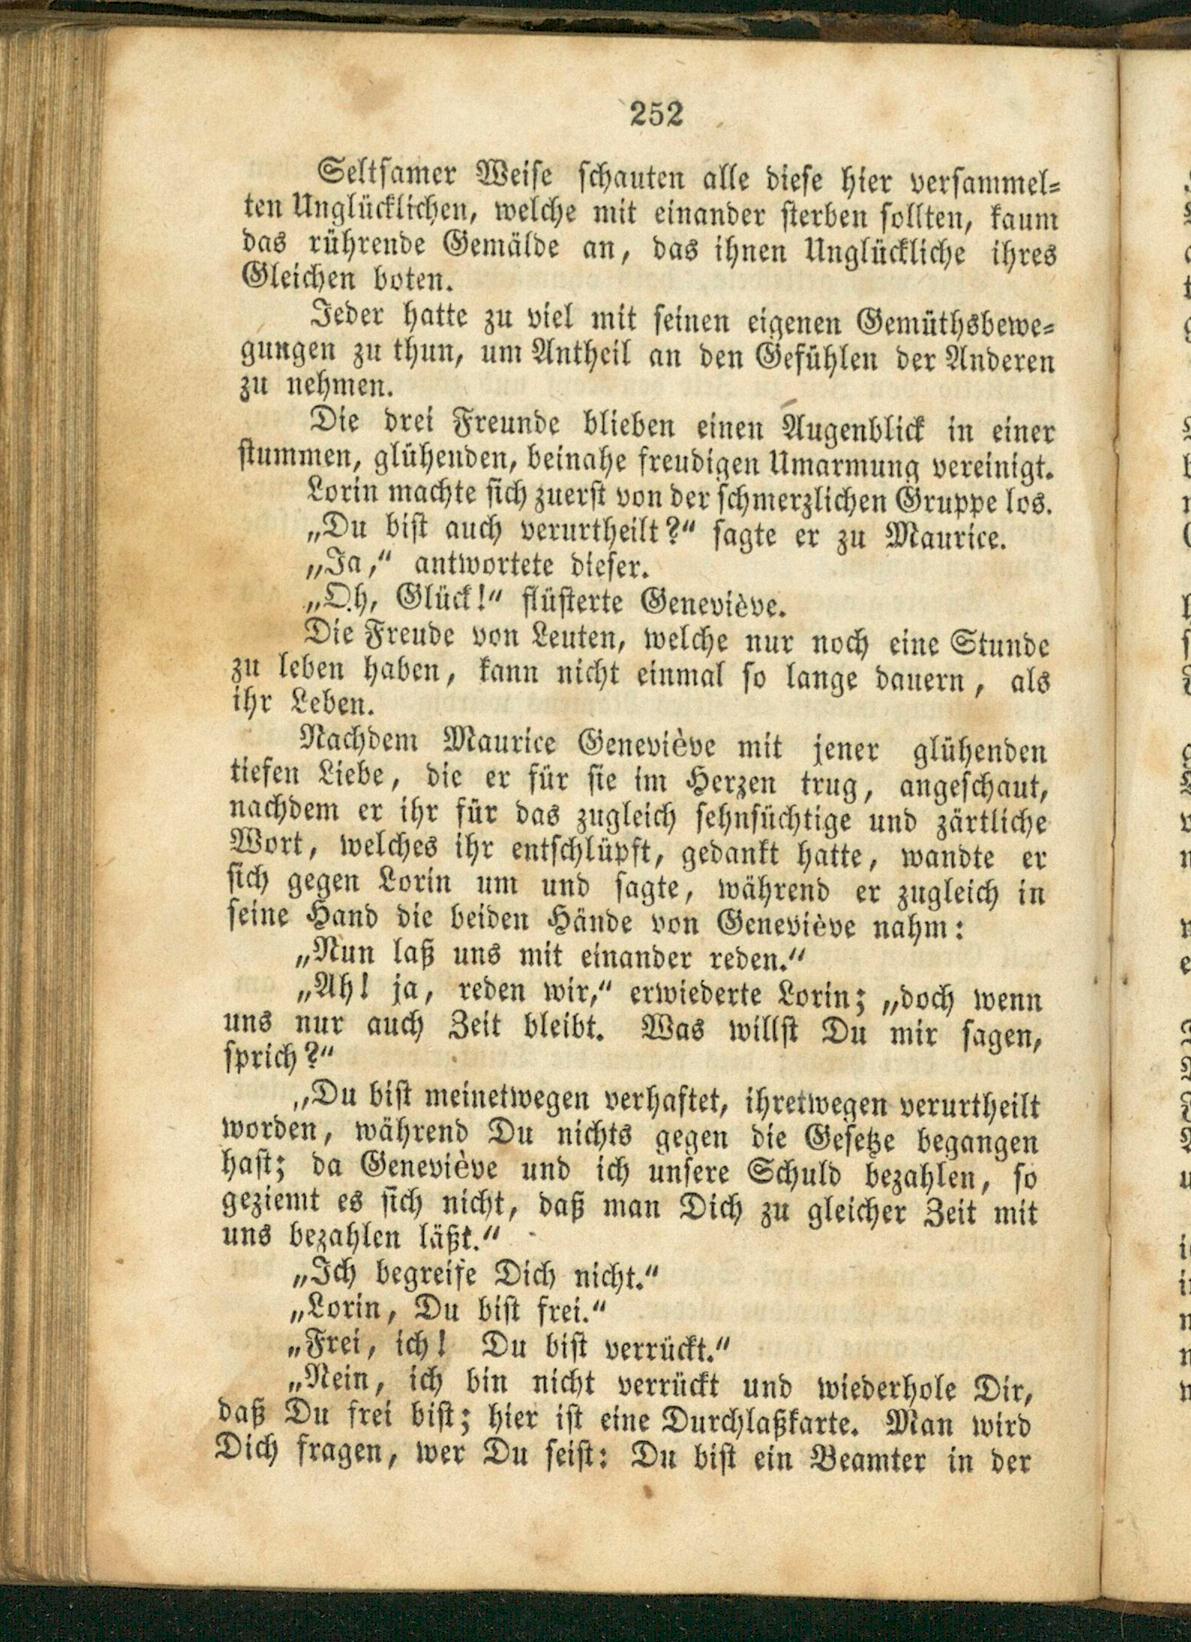 252
Seltsamer Weise schauten alle diese hier versammel-
ten Unglücklichen, welche mit einander sterben sollten, kaum
das rührende Gemälde an, das ihnen Unglückliche ihres
Gleichen boten.
Jeder hatte zu viel mit seinen eigenen Gemüthsbewe-
gungen zu thun, um Antheil an den Gefühlen der Anderen
zu nehmen.
Die drei Freunde blieben einen Augenblick in einer
stummen, glühenden, beinahe freudigen Umarmung vereinigt.
Lorin machte sich zuerst von der schmerzlichen Gruppe los.
„Du bist auch verurtheilt?“ sagte er zu Maurice.
„Ja,“ antwortete dieser.
„Oh, Glück!“ flüsterte Geneviève.
Die Freude von Leuten, welche nur noch eine Stunde
zu leben haben, kann nicht einmal so lange dauern, als
ihr Leben.
Nachdem Maurice Geneviève mit jener glühenden
tiefen Liebe, die er für sie im Herzen trug, angeschaut,
nachdem er ihr für das zugleich sehnsüchtige und zärtliche
Wort, welches ihr entschlüpft, gedankt hatte, wandte er
sich gegen Lorin um und sagte, während er zugleich in
seine Hand die beiden Hände von Geneviève nahm:
„Nun laß uns mit einander reden.“
„Ah! ja, reden wir,“ erwiederte Lorin; „doch wenn
uns nur auch Zeit bleibt. Was willst Du mir sagen,
sprich?“
„Du bist meinetwegen verhaftet, ihretwegen verurtheilt
worden, während Du nichts gegen die Gesetze begangen
hast; da Geneviève und ich unsere Schuld bezahlen, so
geziemt es sich nicht, daß man Dich zu gleicher Zeit mit
uns bezahlen läßt.“
„Ich begreife Dich nicht.“
„Lorin, Du bist frei.“
„Frei, ich! Du bist verrückt.“
„Nein, ich bin nicht verrückt und wiederhole Dir,
daß Du frei bist; hier ist eine Durchlaßkarte. Man wird
Dich fragen, wer Du seist: Du bist ein Beamter in der